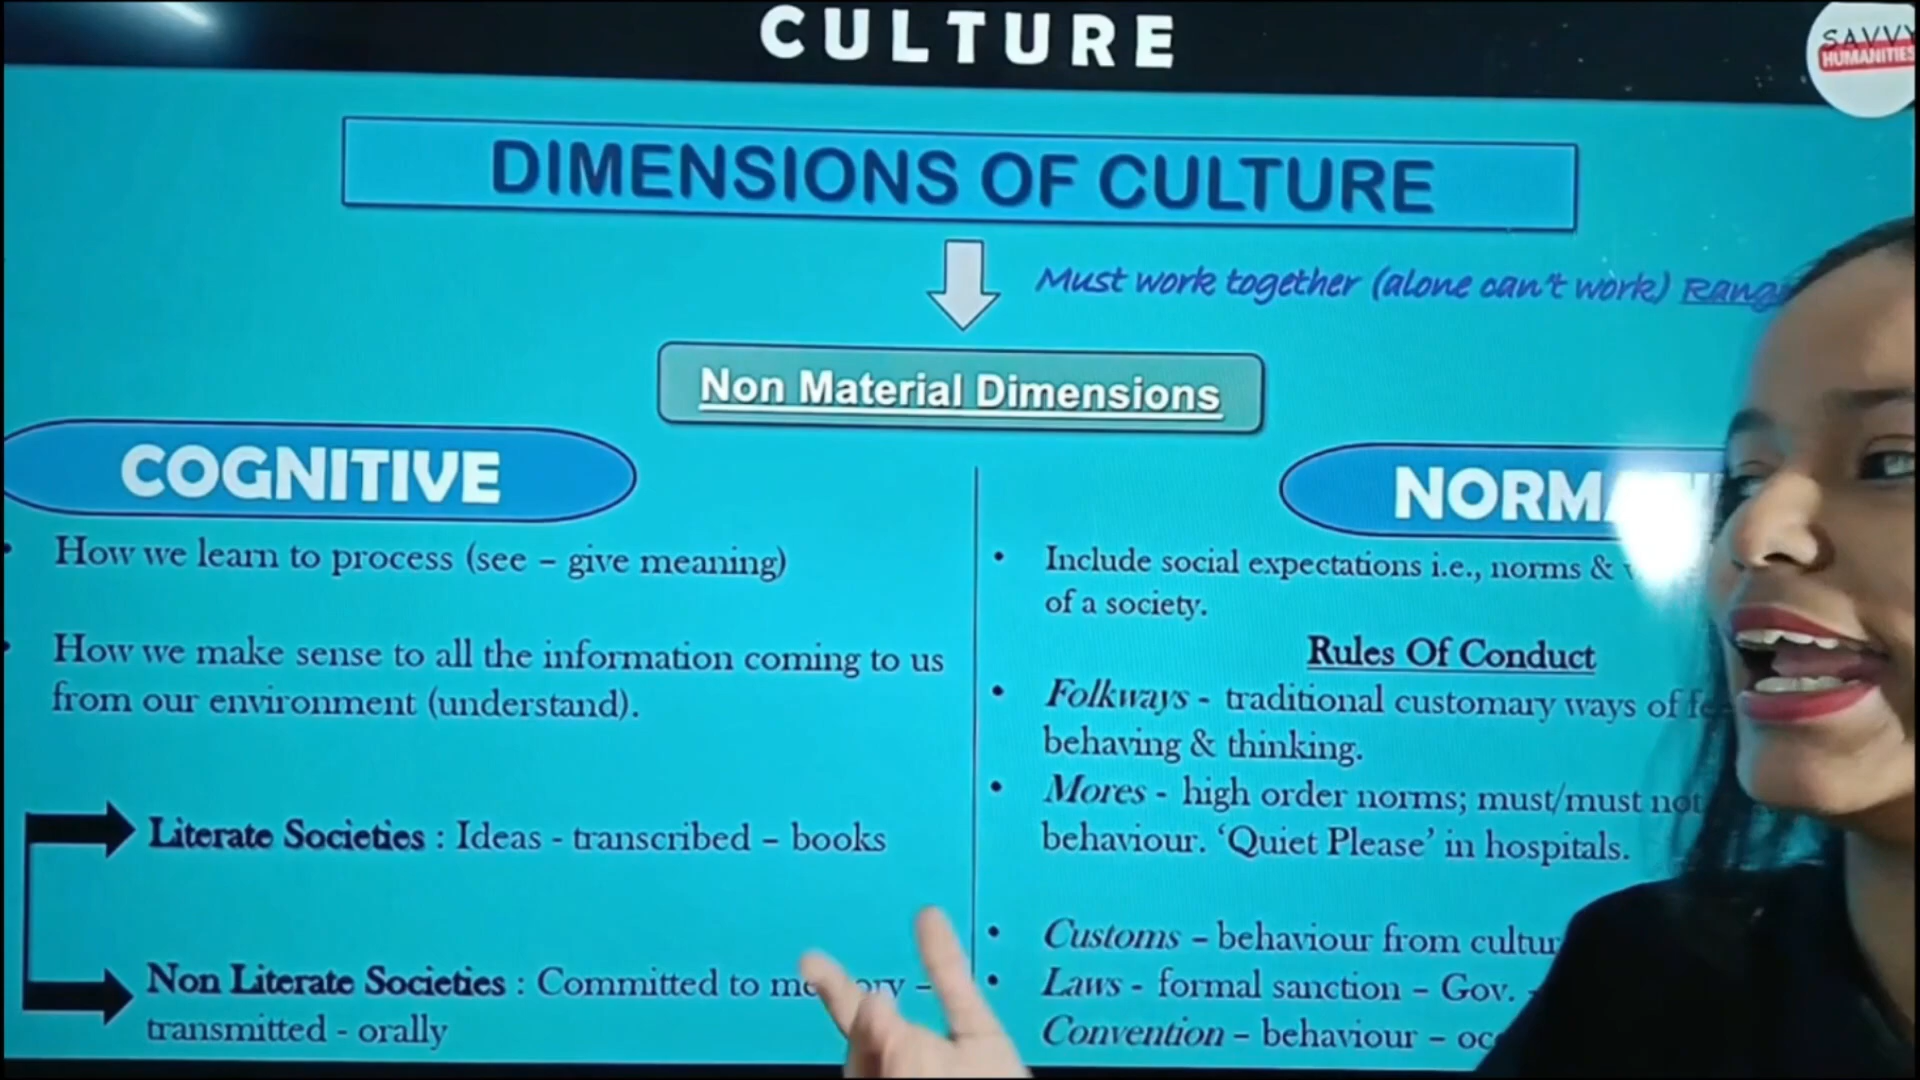 CULTURE
SAVVY
HUMANITIES
DIMENSIONS OF CULTURE
Must work together (alone can't work)
Non Material Dimensions
COGNITIVE
• How we learn to process (see – give meaning)
• How we make sense to all the information coming to us
from our environment (understand).
Literate Societies : Ideas - transcribed – books
Non Literate Societies : Committed to –
transmitted - orally
• Include social expectations i.e., norms &
of a society.
Rules Of Conduct
• Folkways - traditional customary ways of
behaving & thinking.
• Mores - high order norms; must/must not
behaviour. ‘Quiet Please’ in hospitals.
• Customs – behaviour from
• Laws - formal sanction – Gov.
Convention – behaviour –